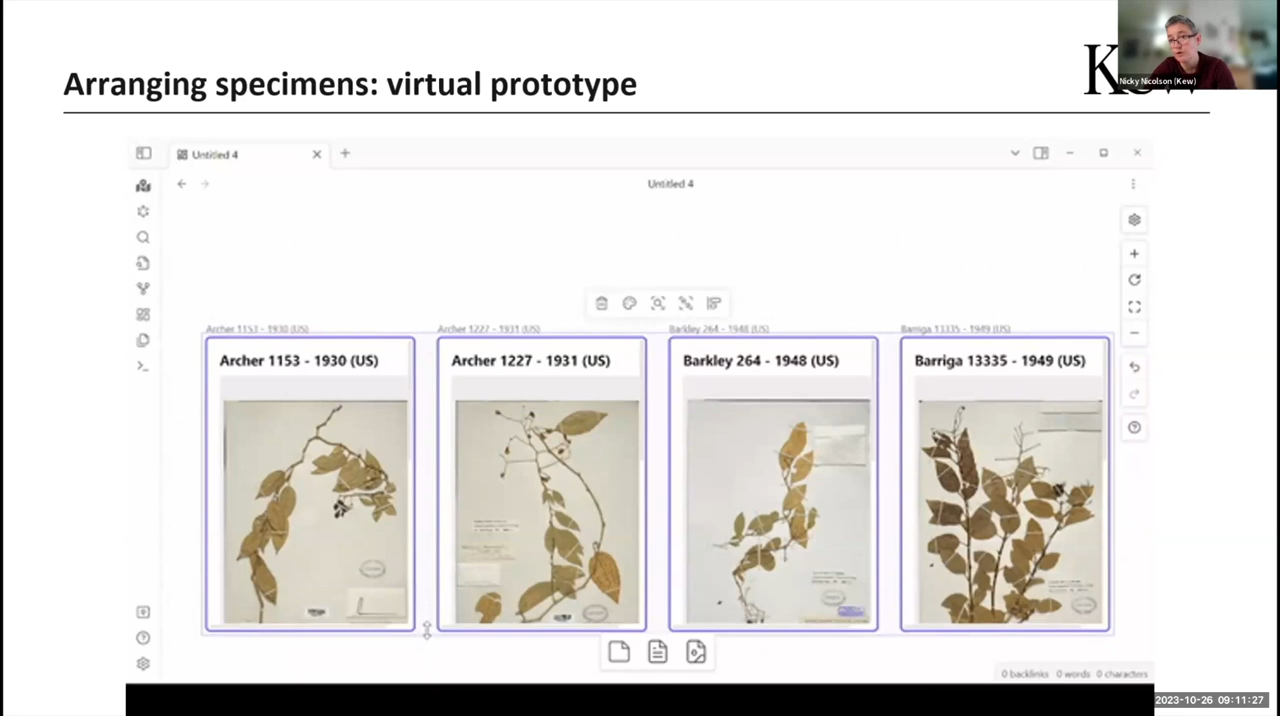 Arranging specimens: virtual prototype
Nicky Nicolson (Kew)
Untitled 4
Untitled 4
Archer 1153 - 1930 (US)
Archer 1227 - 1931 (US)
Barkley 264 - 1948 (US)
Barriga 13335 - 1949 (US)
Archer 1153 - 1930 (US)
Archer 1227 - 1931 (US)
Barkley 264 - 1948 (US)
Barriga 13335 - 1949 (US)
0 backlinks 0 words 0 characters
2023-10-26 09:11:27